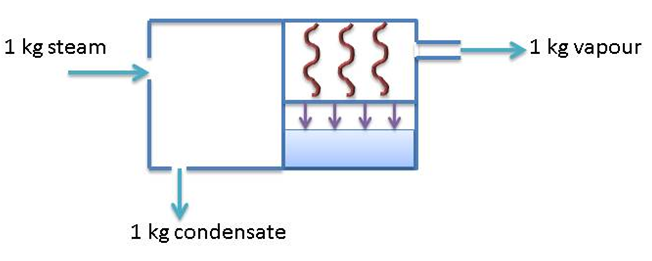 1 kg steam
1 kg vapour
1 kg condensate